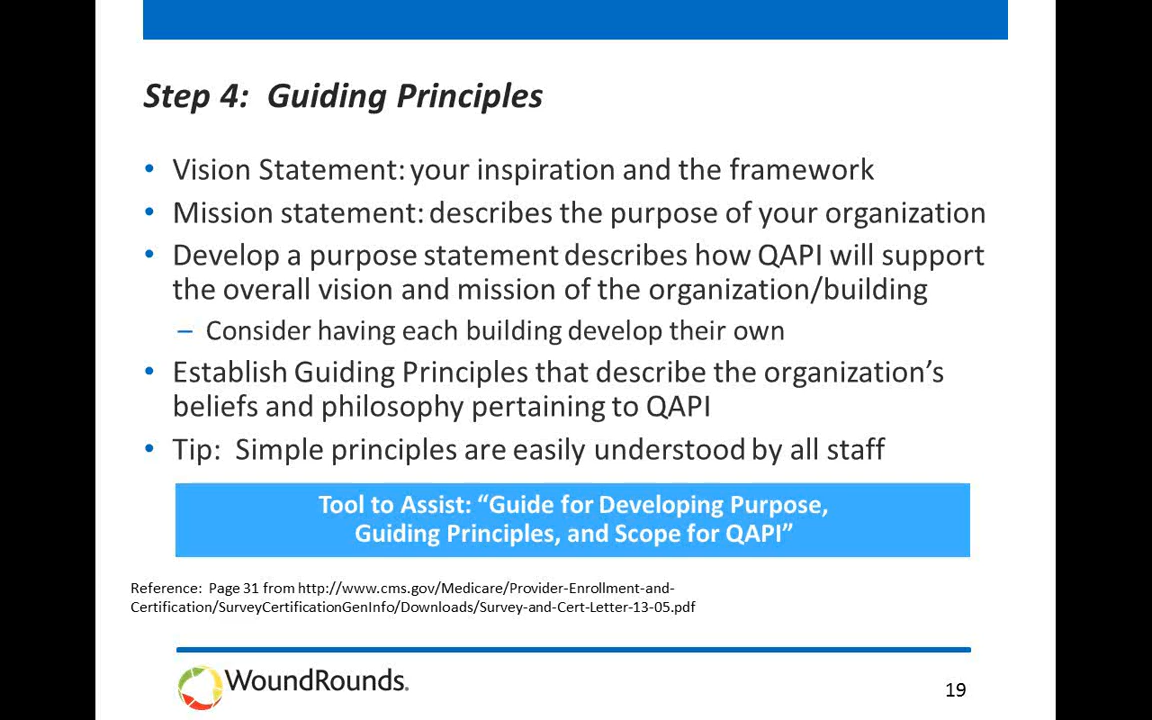 Step 4:  Guiding Principles
• Vision Statement: your inspiration and the framework
• Mission statement: describes the purpose of your organization
• Develop a purpose statement describes how QAPI will support
the overall vision and mission of the organization/building
– Consider having each building develop their own
• Establish Guiding Principles that describe the organization’s
beliefs and philosophy pertaining to QAPI
• Tip:  Simple principles are easily understood by all staff
Tool to Assist: “Guide for Developing Purpose,
Guiding Principles, and Scope for QAPI”
Reference:  Page 31 from http://www.cms.gov/Medicare/Provider-Enrollment-and-
Certification/SurveyCertificationGenInfo/Downloads/Survey-and-Cert-Letter-13-05.pdf
WoundRounds.
19